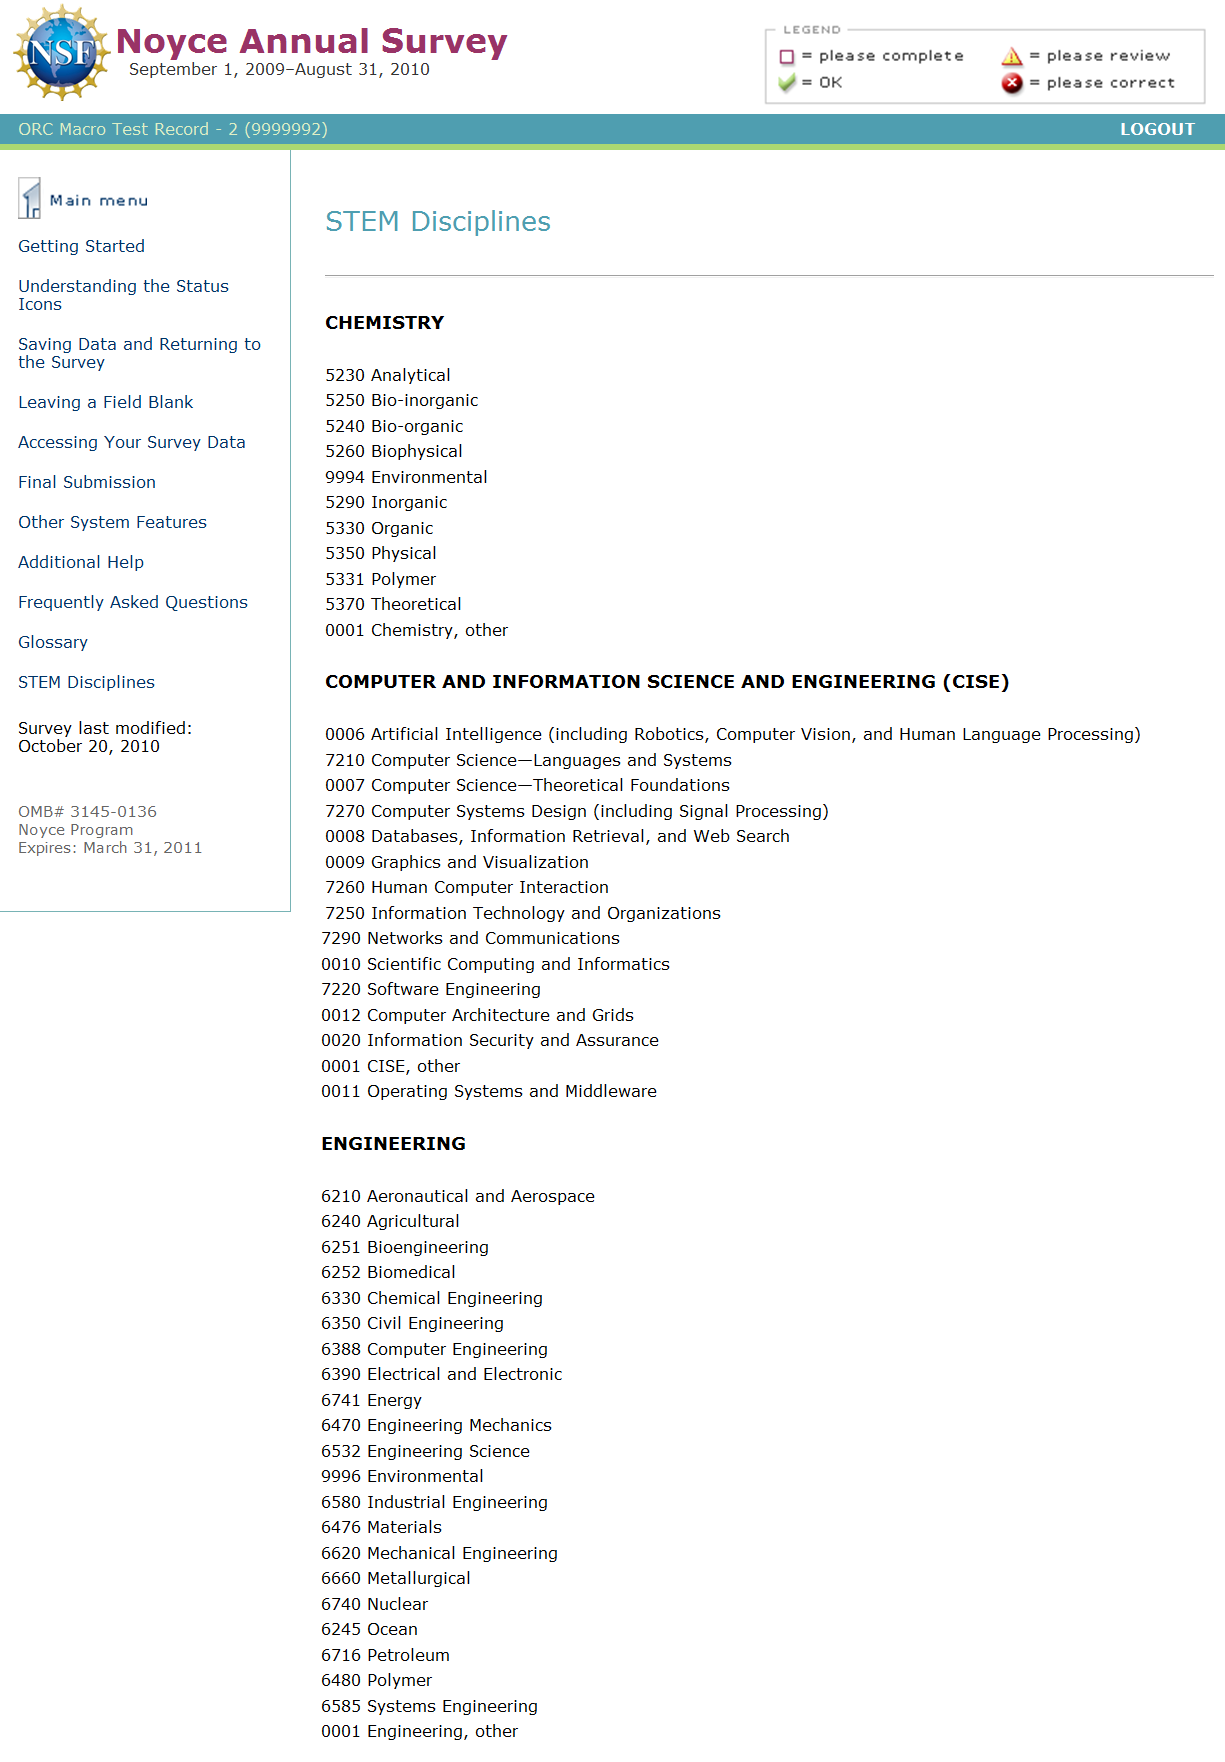 NSF
Noyce Annual Survey
September 1, 2009–August 31, 2010
LEGEND
= please complete
= please review
= OK
= please correct
ORC Macro Test Record - 2 (9999992)
LOGOUT
Main menu
Getting Started
Understanding the Status
Icons
Saving Data and Returning to
the Survey
Leaving a Field Blank
Accessing Your Survey Data
Final Submission
Other System Features
Additional Help
Frequently Asked Questions
Glossary
STEM Disciplines
Survey last modified:
October 20, 2010
OMB# 3145-0136
Noyce Program
Expires: March 31, 2011
STEM Disciplines
CHEMISTRY
5230 Analytical
5250 Bio-inorganic
5240 Bio-organic
5260 Biophysical
9994 Environmental
5290 Inorganic
5330 Organic
5350 Physical
5331 Polymer
5370 Theoretical
0001 Chemistry, other
COMPUTER AND INFORMATION SCIENCE AND ENGINEERING (CISE)
0006 Artificial Intelligence (including Robotics, Computer Vision, and Human Language Processing)
7210 Computer Science—Languages and Systems
0007 Computer Science—Theoretical Foundations
7270 Computer Systems Design (including Signal Processing)
0008 Databases, Information Retrieval, and Web Search
0009 Graphics and Visualization
7260 Human Computer Interaction
7250 Information Technology and Organizations
7290 Networks and Communications
0010 Scientific Computing and Informatics
7220 Software Engineering
0012 Computer Architecture and Grids
0020 Information Security and Assurance
0001 CISE, other
0011 Operating Systems and Middleware
ENGINEERING
6210 Aeronautical and Aerospace
6240 Agricultural
6251 Bioengineering
6252 Biomedical
6330 Chemical Engineering
6350 Civil Engineering
6388 Computer Engineering
6390 Electrical and Electronic
6741 Energy
6470 Engineering Mechanics
6532 Engineering Science
9996 Environmental
6580 Industrial Engineering
6476 Materials
6620 Mechanical Engineering
6660 Metallurgical
6740 Nuclear
6245 Ocean
6716 Petroleum
6480 Polymer
6585 Systems Engineering
0001 Engineering, other